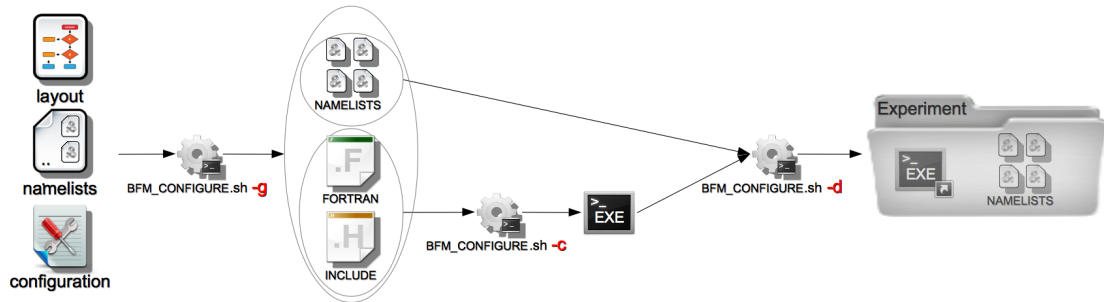 layout
namelists
configuration
BFM_CONFIGURE.sh -g
NAMELISTS
.F
FORTRAN
.H
INCLUDE
BFM_CONFIGURE.sh -c
>_
EXE
BFM_CONFIGURE.sh -d
Experiment
>_
EXE
NAMELISTS